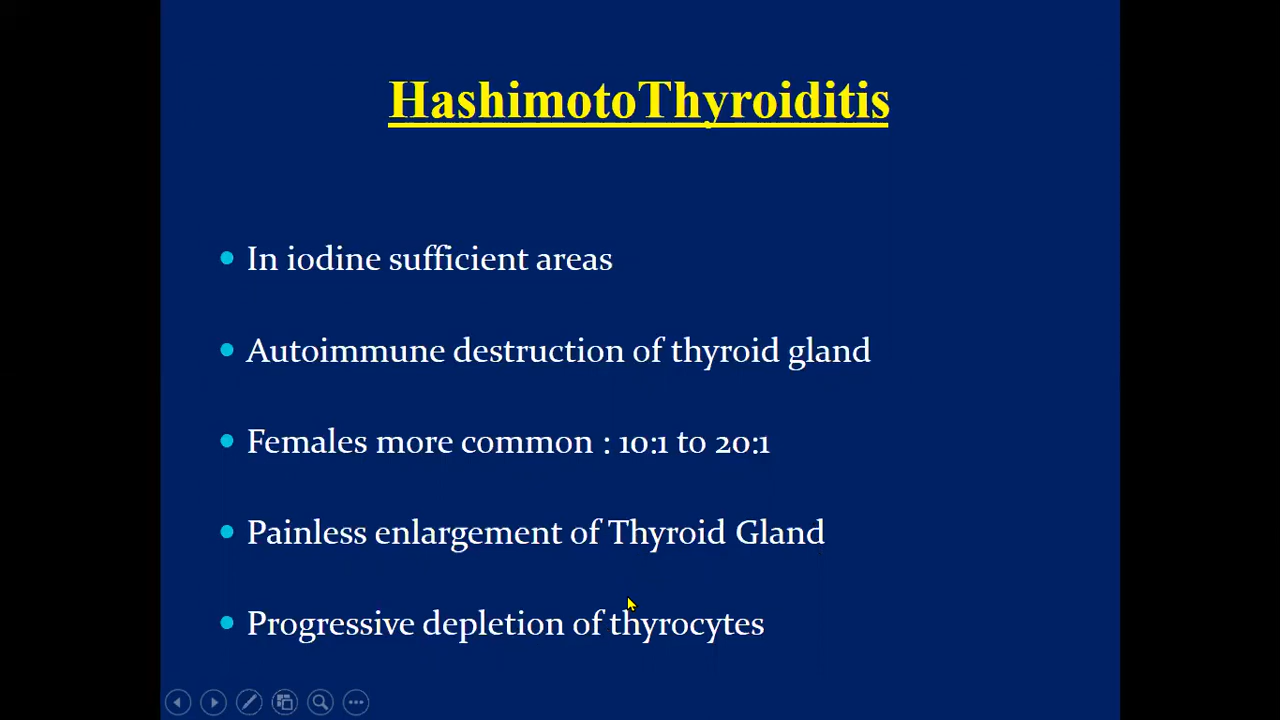 HashimotoThyroiditis
• In iodine sufficient areas
• Autoimmune destruction of thyroid gland
• Females more common : 10:1 to 20:1
• Painless enlargement of Thyroid Gland
• Progressive depletion of thyrocytes